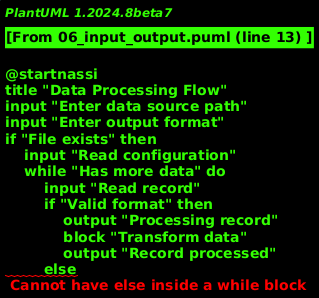 PlantUML 1.2024.8beta7
[From 06_input_output.puml (line 13) ]
@startnassi
title "Data Processing Flow"
input "Enter data source path"
input "Enter output format"
if "File exists" then
input "Read configuration"
while "Has more data" do
input "Read record"
if "Valid format" then
output "Processing record"
block "Transform data"
output "Record processed"
else
Cannot have else inside a while block